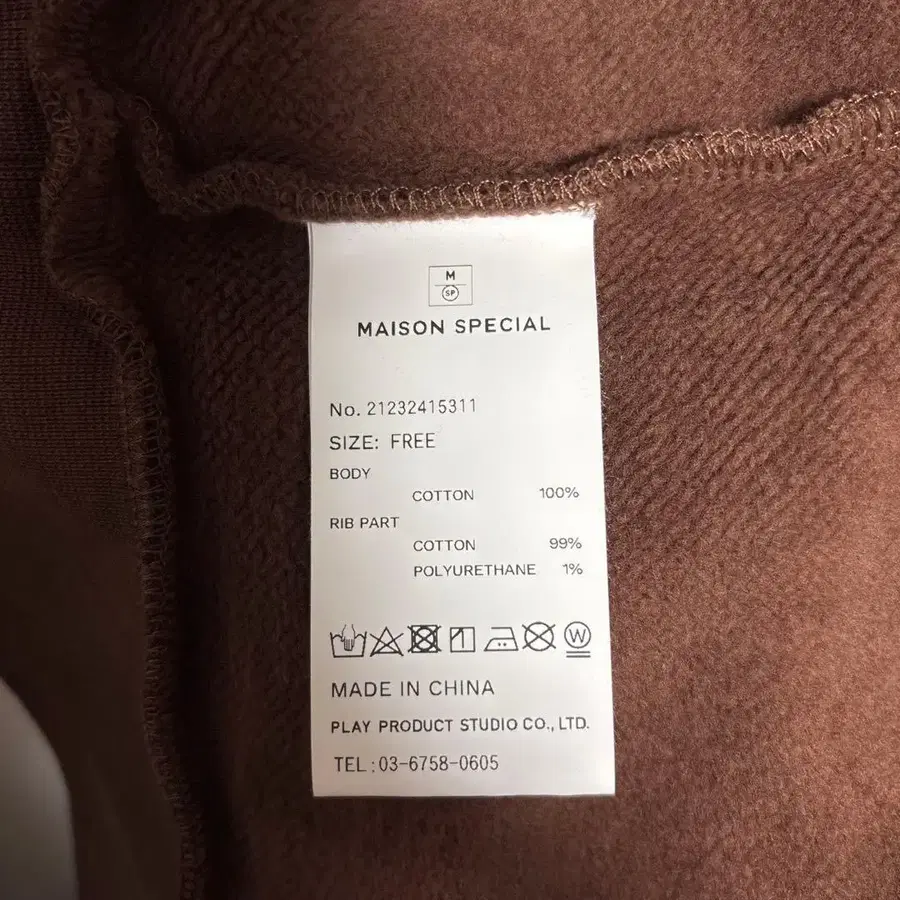 M
SP
MAISON SPECIAL
No. 21232415311
SIZE: FREE
BODY
COTTON 100%
RIB PART
COTTON 99%
POLYURETHANE 1%
W
MADE IN CHINA
PLAY PRODUCT STUDIO CO., LTD.
TEL:03-6758-0605